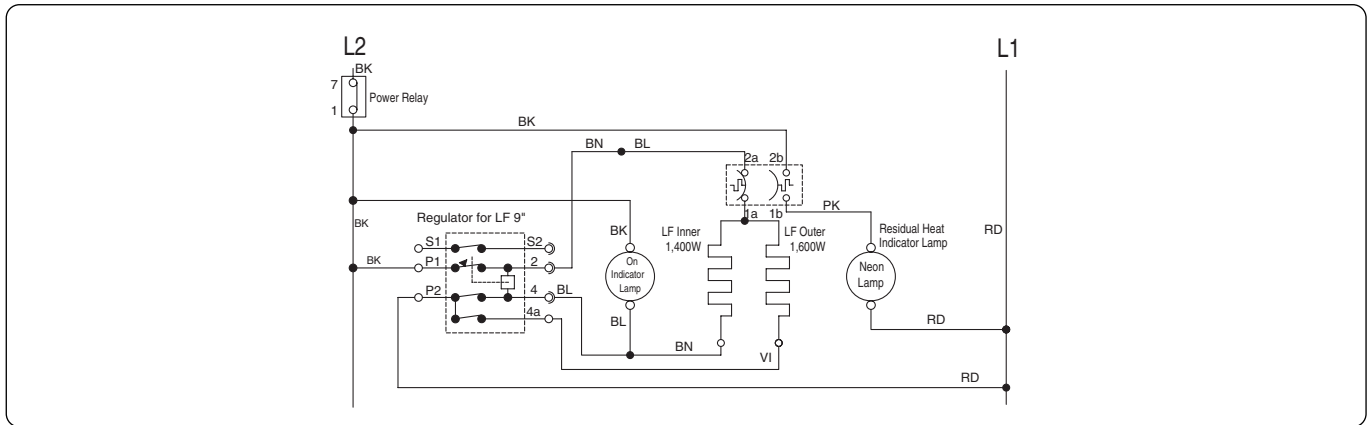 L2
L1
BK
7
Power Relay
1
BK
BN
BL
2a
2b
BK
Regulator for LF 9"
1a
1b
PK
BK
LF Inner
1,400W
LF Outer
1,600W
Residual Heat
Indicator Lamp
RD
S1
S2
BK
P1
2
On
Indicator
Lamp
Neon
Lamp
P2
4
BL
4a
BL
RD
BN
VI
RD